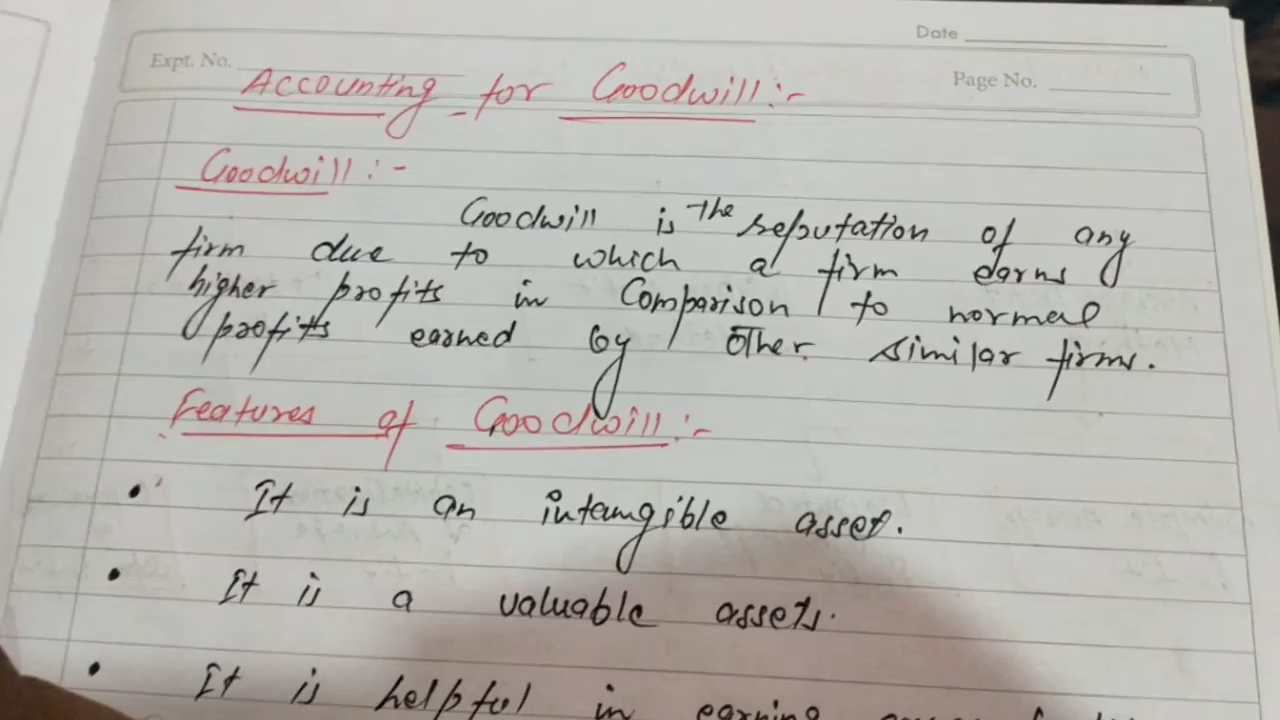 Date
Expt. No.
Page No.
Accounting for Goodwill:-
Goodwill:-
Goodwill is the reputation of any
firm due to which a firm earns
higher profits in Comparison to normal
profits earned by other similar firms.
Features of Goodwill:-
• It is an intangible asset.
• It is a valuable assets.
• It is helpful in earning